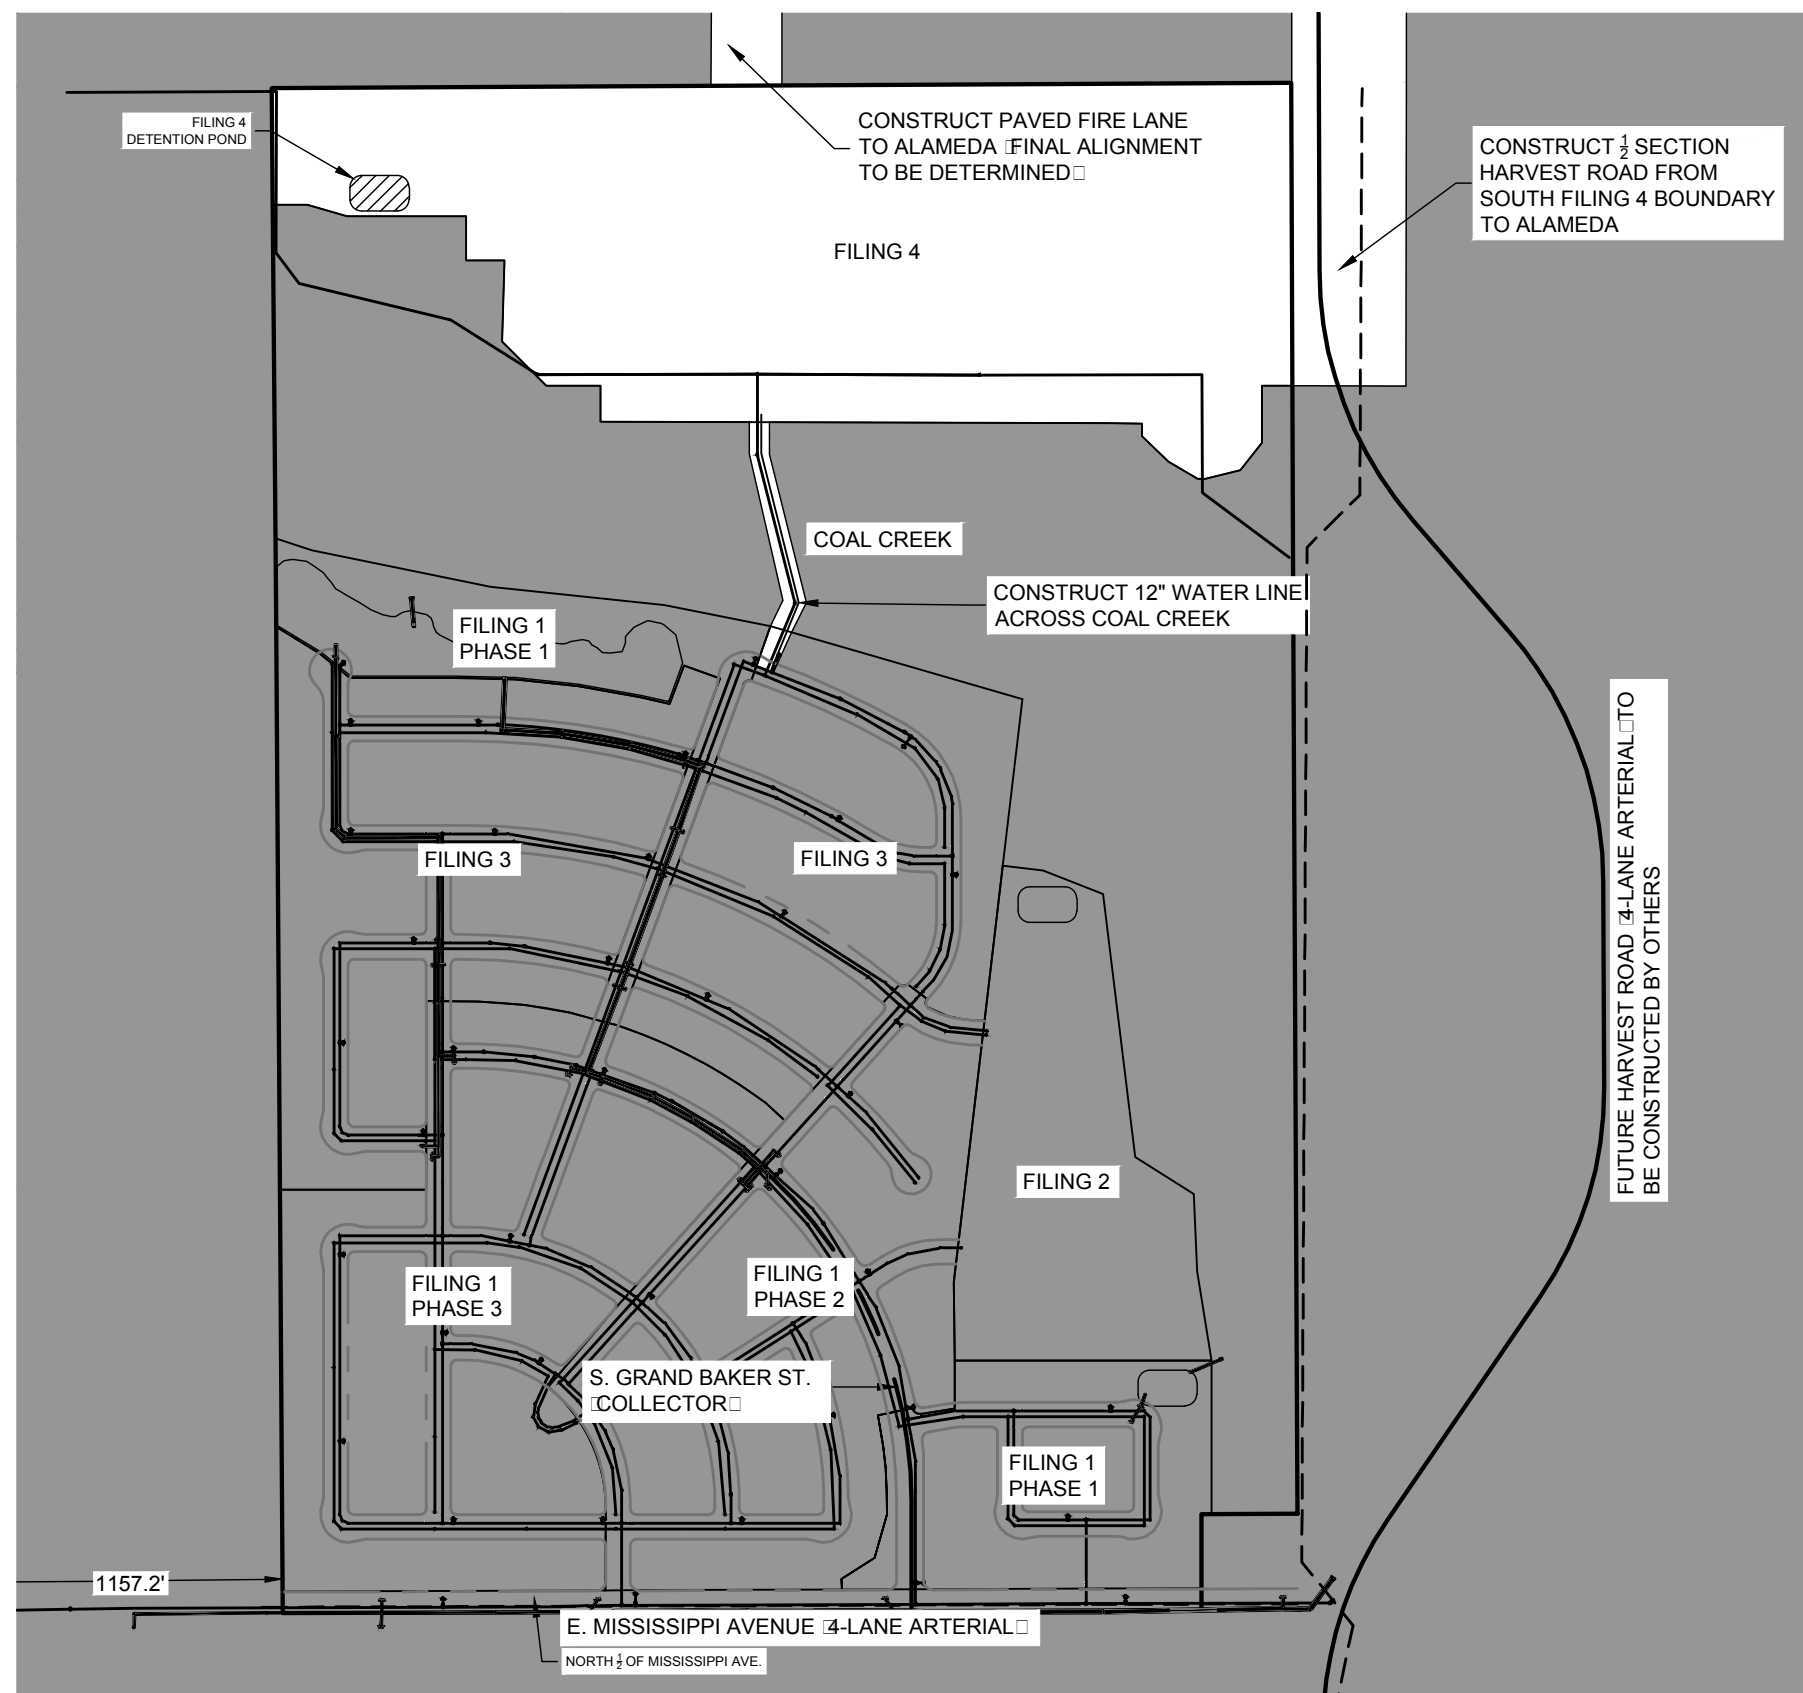 FILING 4
DETENTION POND
CONSTRUCT PAVED FIRE LANE
TO ALAMEDA □FINAL ALIGNMENT
TO BE DETERMINED□
CONSTRUCT 1/2 SECTION
HARVEST ROAD FROM
SOUTH FILING 4 BOUNDARY
TO ALAMEDA
FILING 4
COAL CREEK
CONSTRUCT 12" WATER LINE
ACROSS COAL CREEK
FILING 1
PHASE 1
FUTURE HARVEST ROAD □4-LANE ARTERIAL□TO
BE CONSTRUCTED BY OTHERS
FILING 3
FILING 3
FILING 2
FILING 1
PHASE 3
FILING 1
PHASE 2
S. GRAND BAKER ST.
□COLLECTOR□
FILING 1
PHASE 1
1157.2'
E. MISSISSIPPI AVENUE □4-LANE ARTERIAL□
NORTH 1/2 OF MISSISSIPPI AVE.